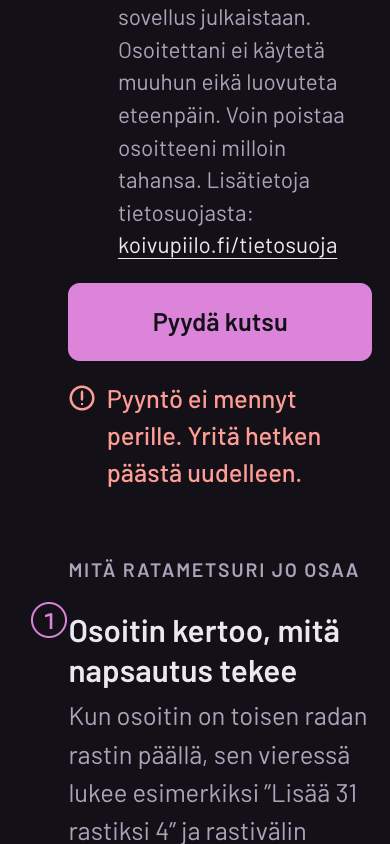 sovellus julkaistaan.
Osoitettani ei käytetä
muuhun eikä luovuteta
eteenpäin. Voin poistaa
osoitteeni milloin
tahansa. Lisätietoja
tietosuojasta:
koivupiilo.fi/tietosuoja
Pyydä kutsu
Pyyntö ei mennyt
perille. Yritä hetken
päästä uudelleen.
MITÄ RATAMETSURI JO OSAA
1
Osoitin kertoo, mitä
napsautus tekee
Kun osoitin on toisen radan
rastin päällä, sen vieressä
lukee esimerkiksi ”Lisää 31
rastiksi 4” ja rastivälin